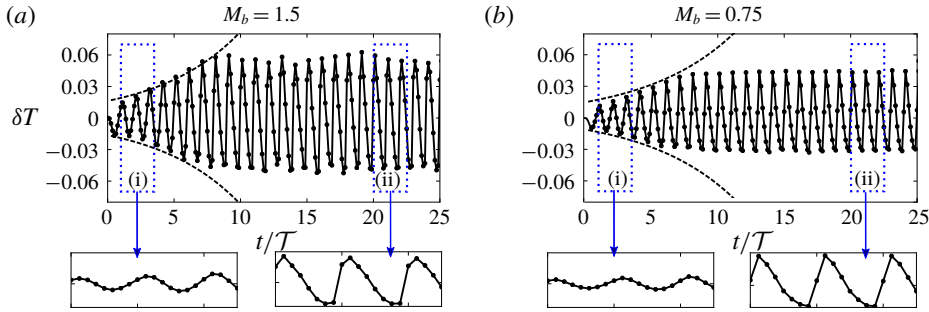 (a) M_b = 1.5
0.06
0.03
δT 0
−0.03
−0.06
(i) (ii)
0 5 10 15 20 25
t/𝒯
(b) M_b = 0.75
0.06
0.03
0
−0.03
−0.06
(i) (ii)
0 5 10 15 20 25
t/𝒯